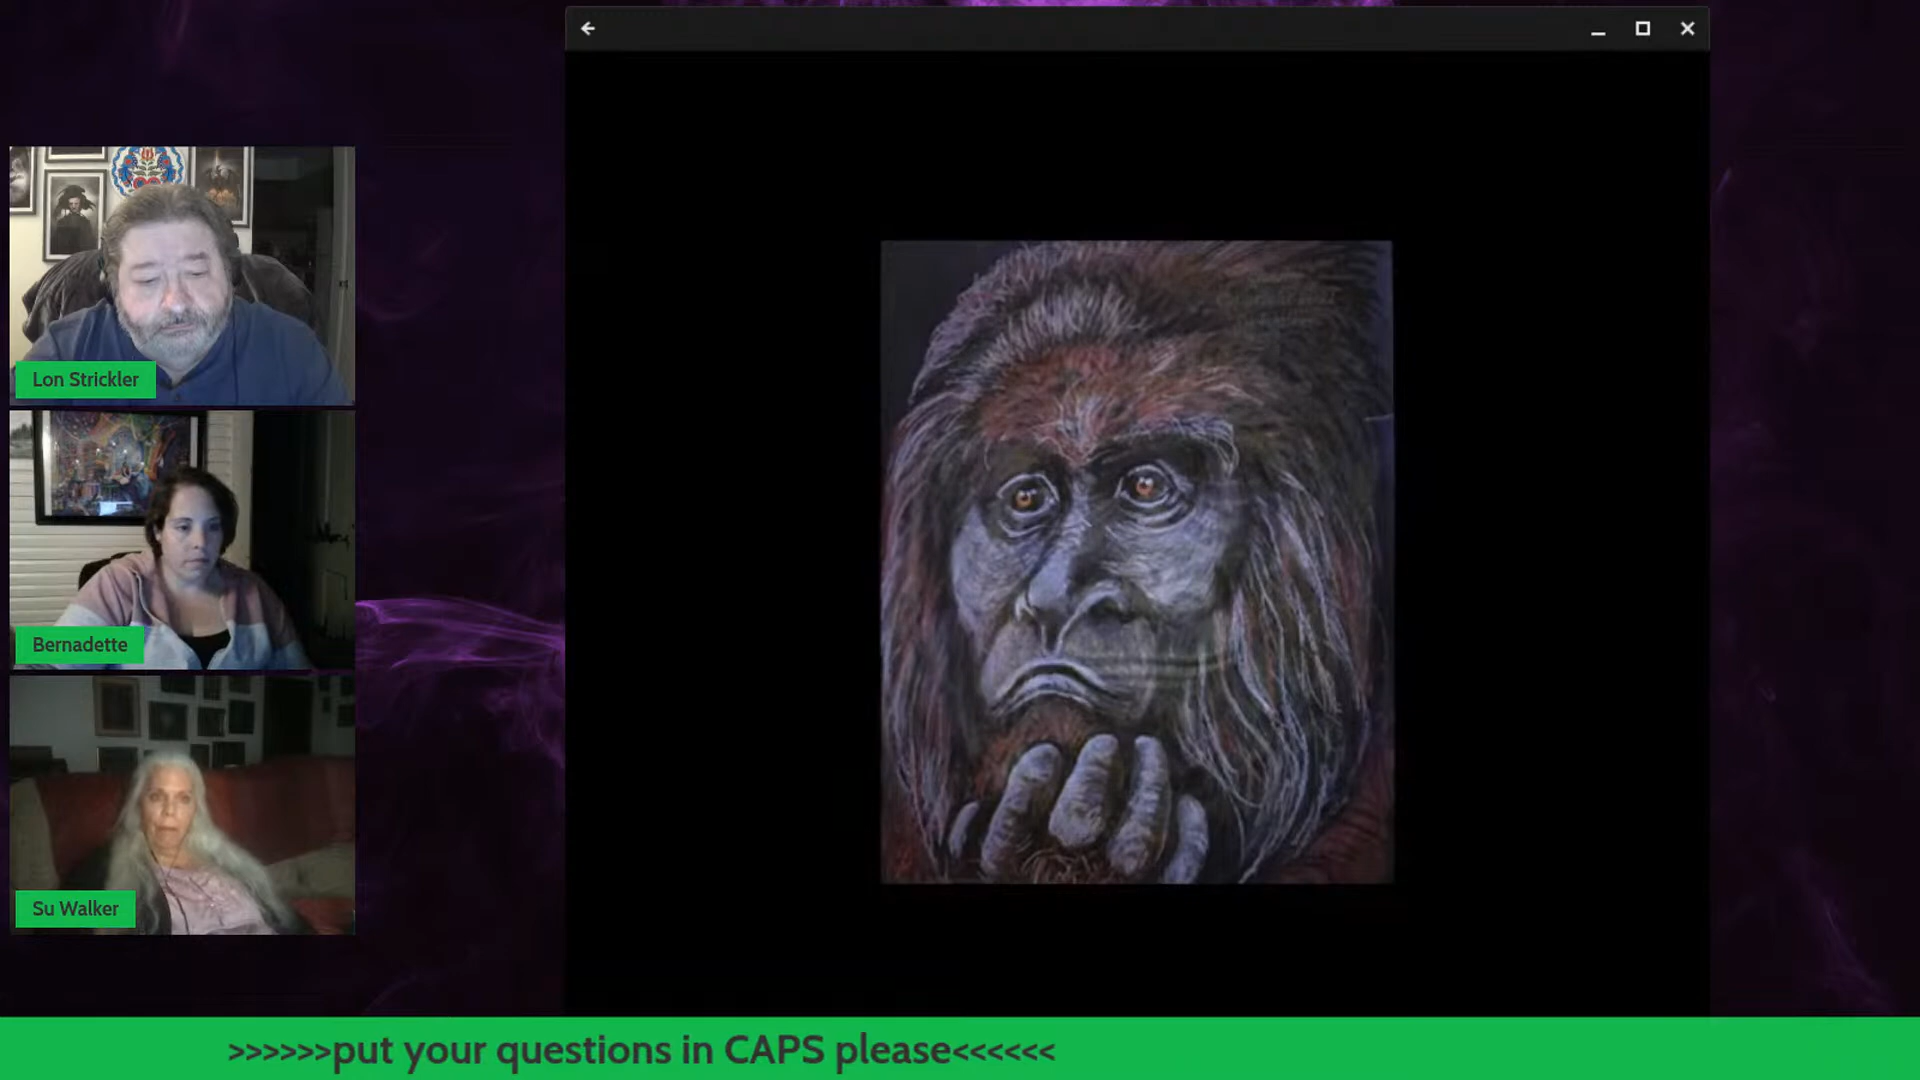 Lon Strickler
Bernadette
Su Walker
>>>>>>put your questions in CAPS please<<<<<<